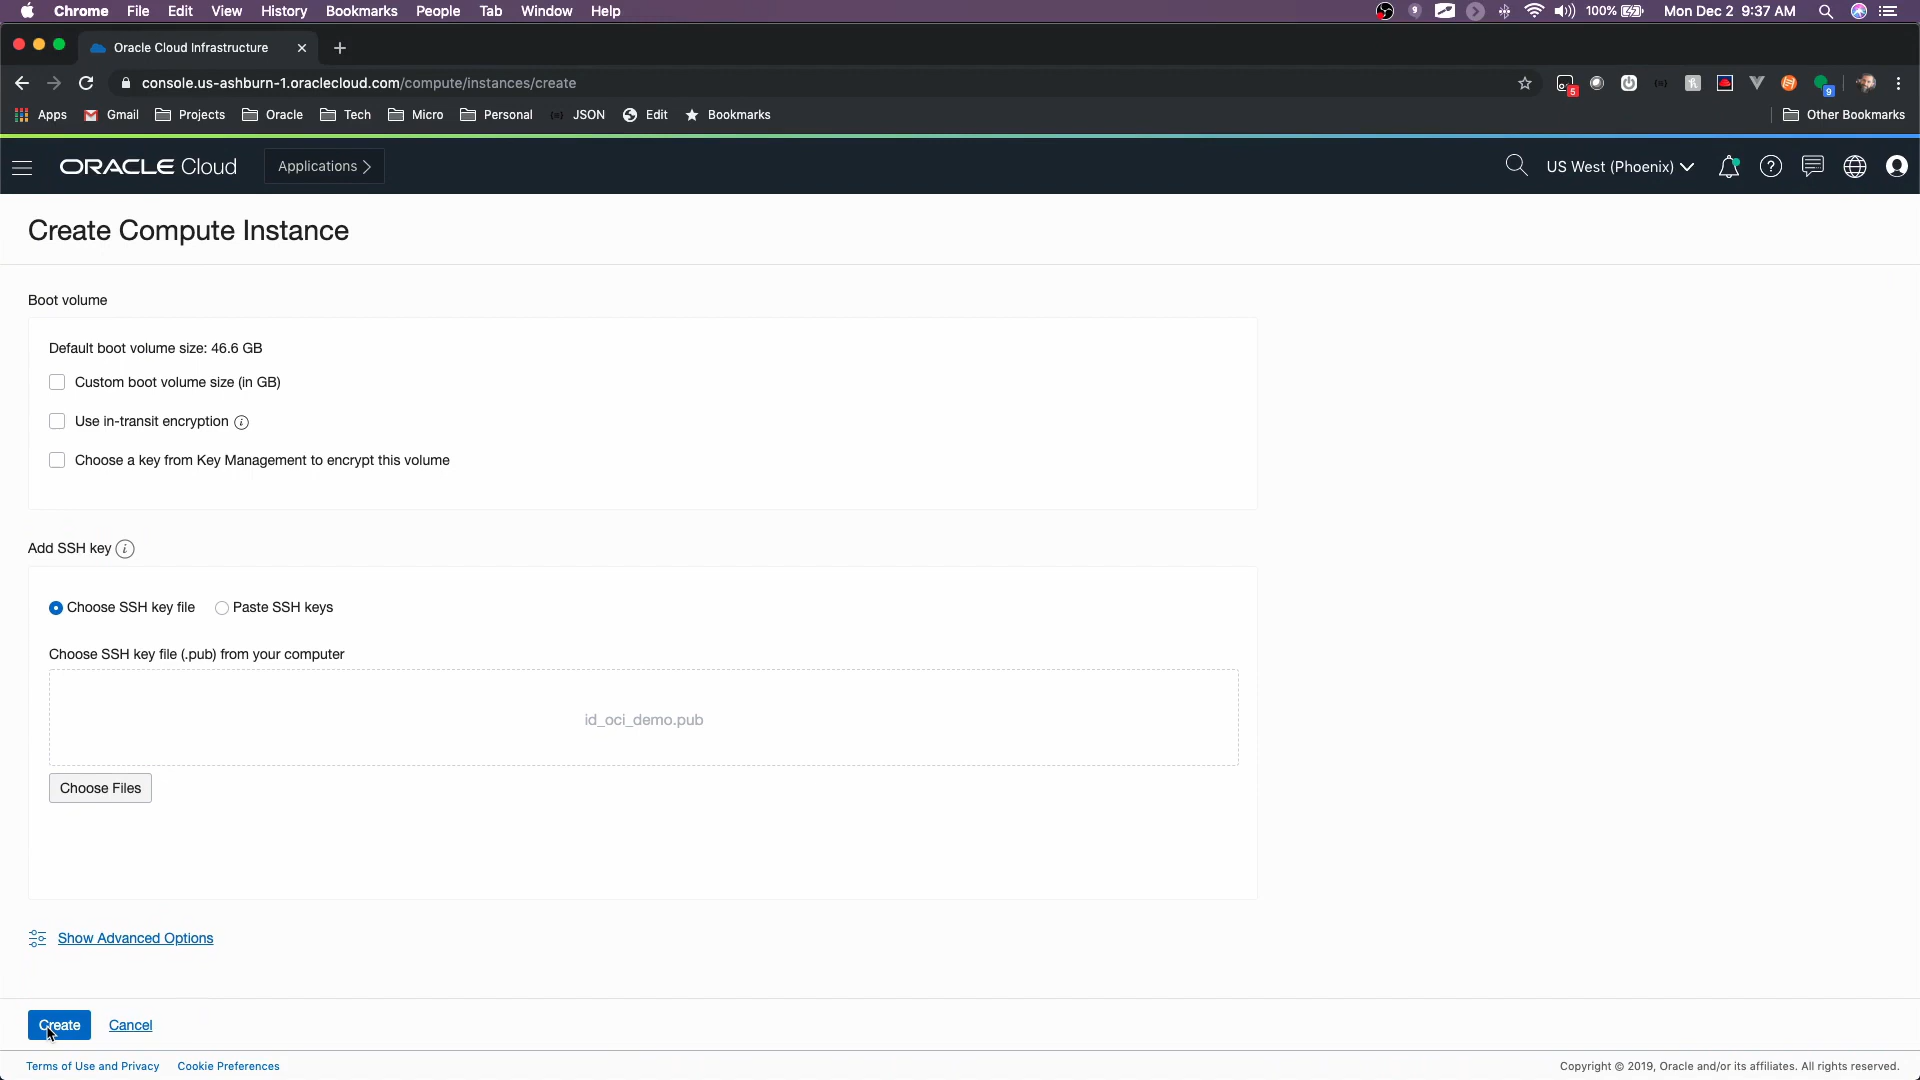 Chrome File Edit View History Bookmarks People Tab Window Help 9 100% Mon Dec 2 9:37 AM
Oracle Cloud Infrastructure
console.us-ashburn-1.oraclecloud.com/compute/instances/create 5 9
Apps Gmail Projects Oracle Tech Micro Personal JSON Edit Bookmarks Other Bookmarks
ORACLE Cloud Applications US West (Phoenix)
Create Compute Instance
Boot volume
Default boot volume size: 46.6 GB
Custom boot volume size (in GB)
Use in-transit encryption i
Choose a key from Key Management to encrypt this volume
Add SSH key i
Choose SSH key file Paste SSH keys
Choose SSH key file (.pub) from your computer
id_oci_demo.pub
Choose Files
Show Advanced Options
Create Cancel
Terms of Use and Privacy Cookie Preferences Copyright © 2019, Oracle and/or its affiliates. All rights reserved.